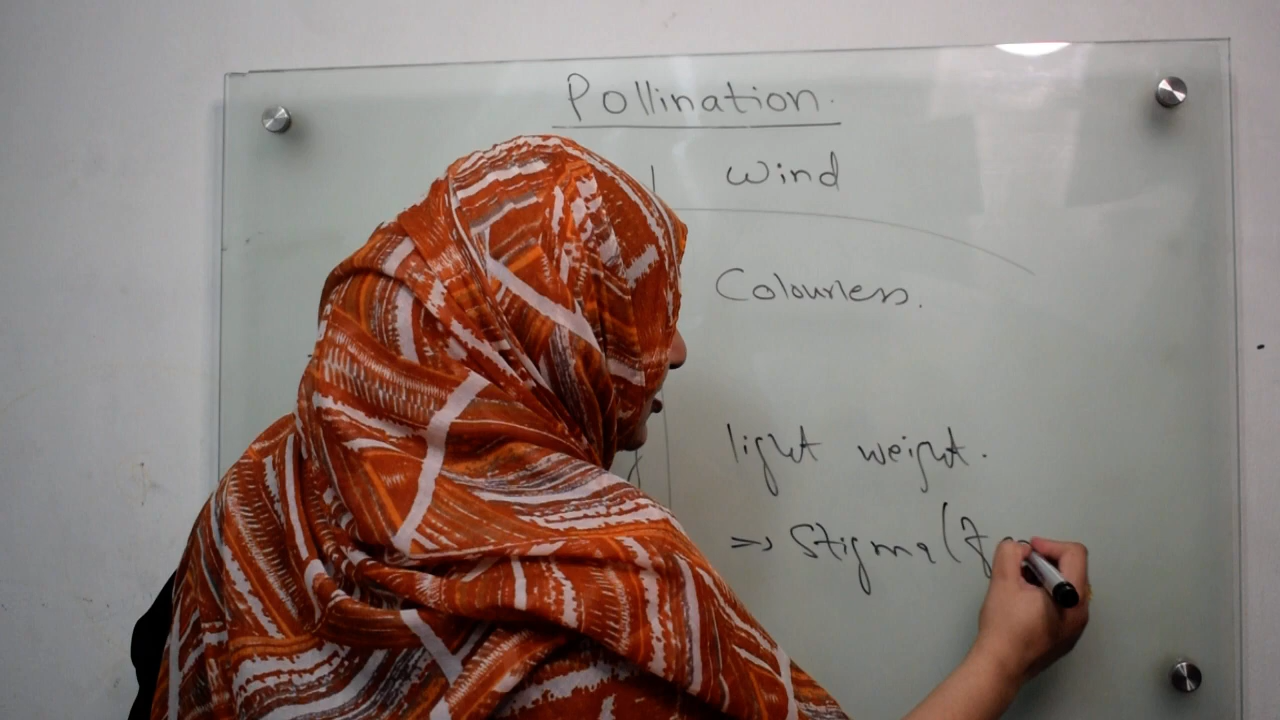 Pollination.
Wind
Colourless.
light weight.
⇒ Stigma (